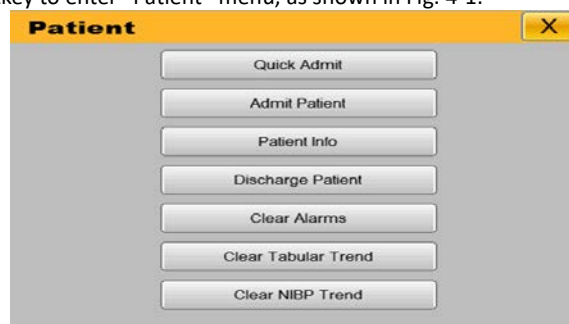 key to enter "Patient" menu, as shown in Fig. 4-1.
Patient X
Quick Admit
Admit Patient
Patient Info
Discharge Patient
Clear Alarms
Clear Tabular Trend
Clear NIBP Trend